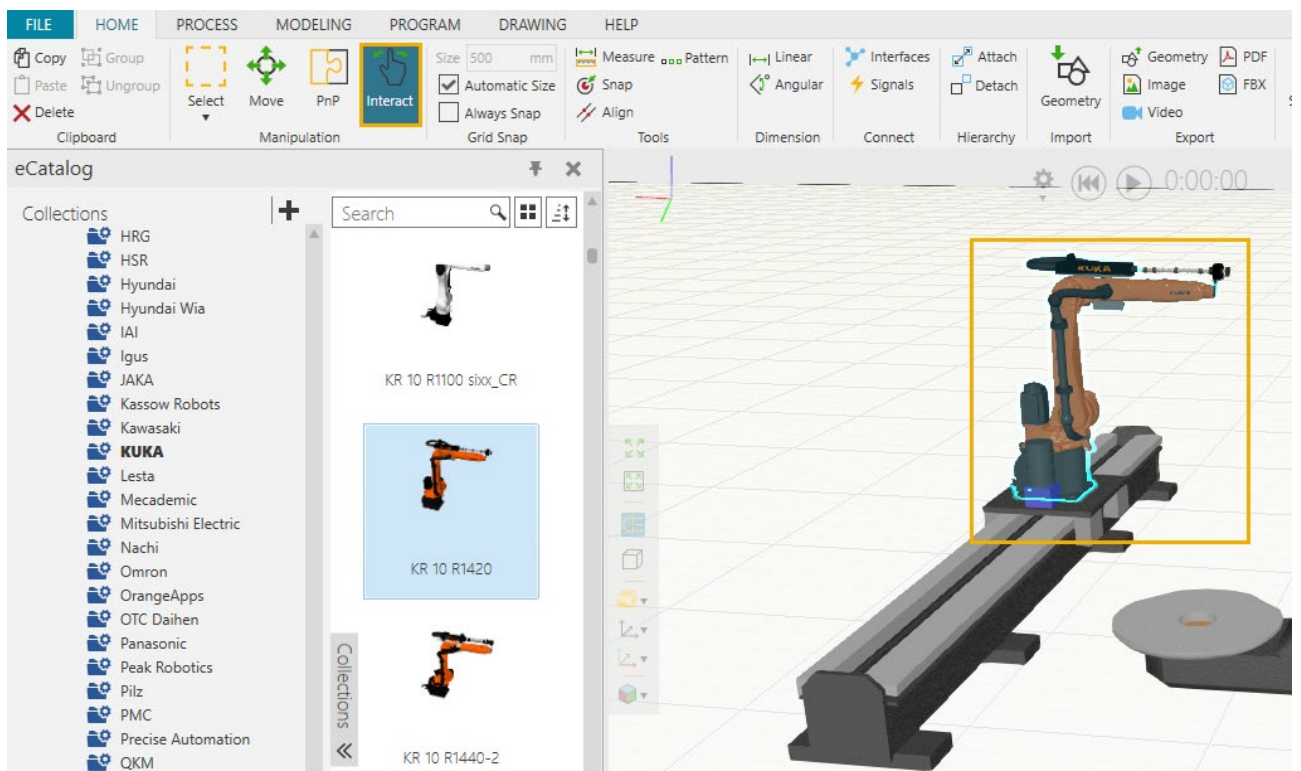 FILE HOME PROCESS MODELING PROGRAM DRAWING HELP
Copy Group
Paste Ungroup
Delete
Clipboard
Select Move PnP Interact
Manipulation
Size 500 mm
Automatic Size
Always Snap
Grid Snap
Measure Pattern
Snap
Align
Tools
Linear
Angular
Dimension
Interfaces
Signals
Connect
Attach
Detach
Hierarchy
Geometry
Import
Geometry PDF
Image FBX
Video
Export
eCatalog
Collections
HRG
HSR
Hyundai
Hyundai Wia
IAI
Igus
JAKA
Kassow Robots
Kawasaki
KUKA
Lesta
Mecademic
Mitsubishi Electric
Nachi
Omron
OrangeApps
OTC Daihen
Panasonic
Peak Robotics
Pilz
PMC
Precise Automation
QKM
Search
KR 10 R1100 sixx_CR
KR 10 R1420
KR 10 R1440-2
Collections
0:00:00
KUKA
KUKA